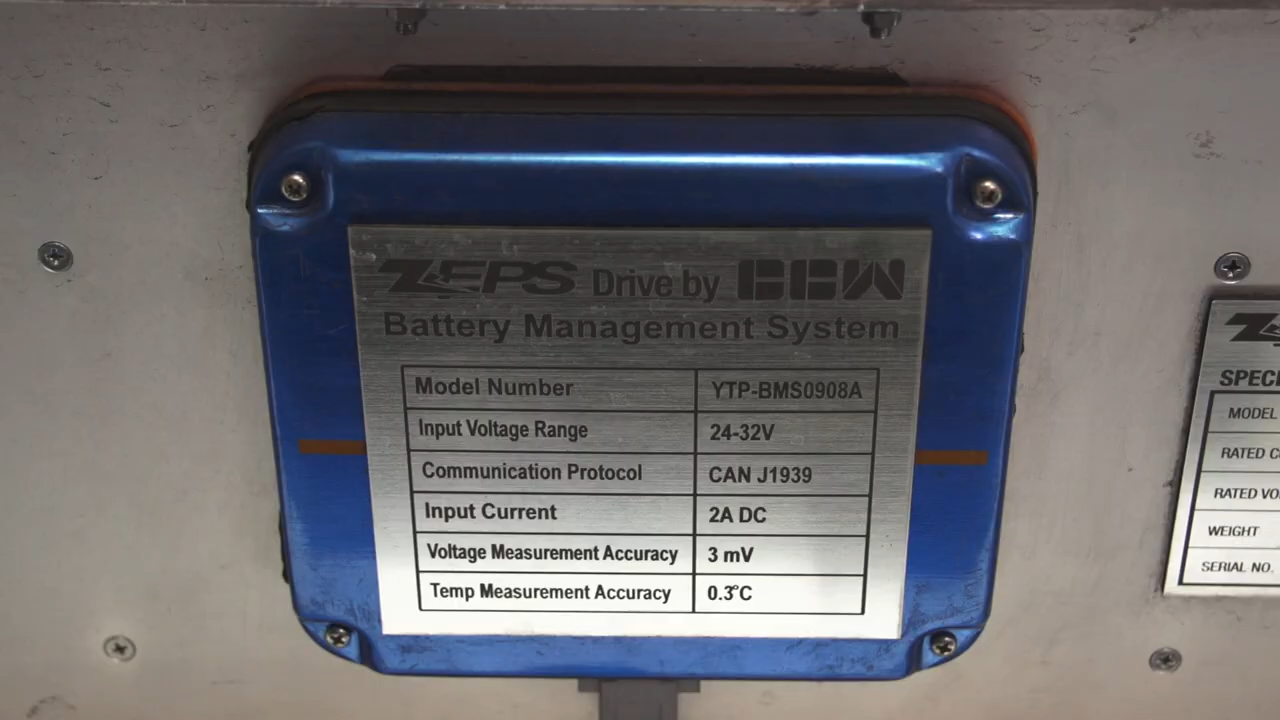 ZEPS Drive by CCW
Battery Management System
Model Number YTP-BMS0908A
Input Voltage Range 24-32V
Communication Protocol CAN J1939
Input Current 2A DC
Voltage Measurement Accuracy 3 mV
Temp Measurement Accuracy 0.3°C
MODEL
RATED
RATED
WEIGHT
SERIAL NO.